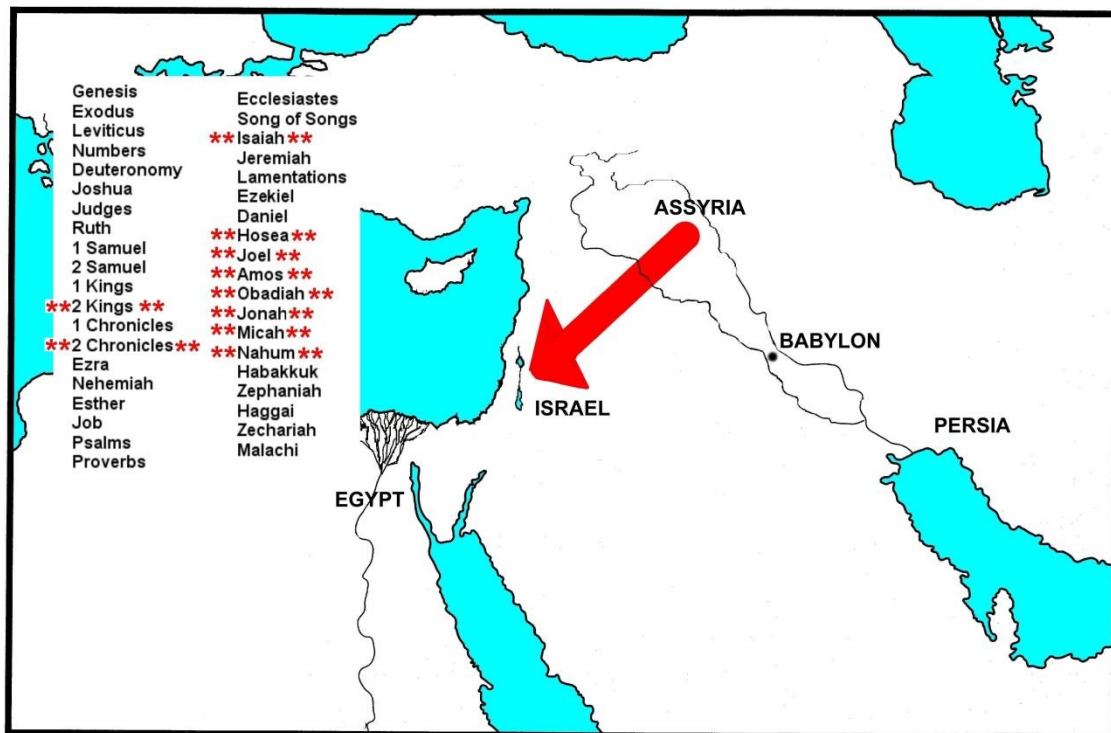 Genesis
Exodus
Leviticus
Numbers
Deuteronomy
Joshua
Judges
Ruth
1 Samuel
2 Samuel
1 Kings
**2 Kings **
1 Chronicles
**2 Chronicles**
Ezra
Nehemiah
Esther
Job
Psalms
Proverbs
Ecclesiastes
Song of Songs
**Isaiah **
Jeremiah
Lamentations
Ezekiel
Daniel
**Hosea **
**Joel **
**Amos **
**Obadiah **
**Jonah **
**Micah **
**Nahum **
Habakkuk
Zephaniah
Haggai
Zechariah
Malachi
ASSYRIA
BABYLON
ISRAEL
PERSIA
EGYPT